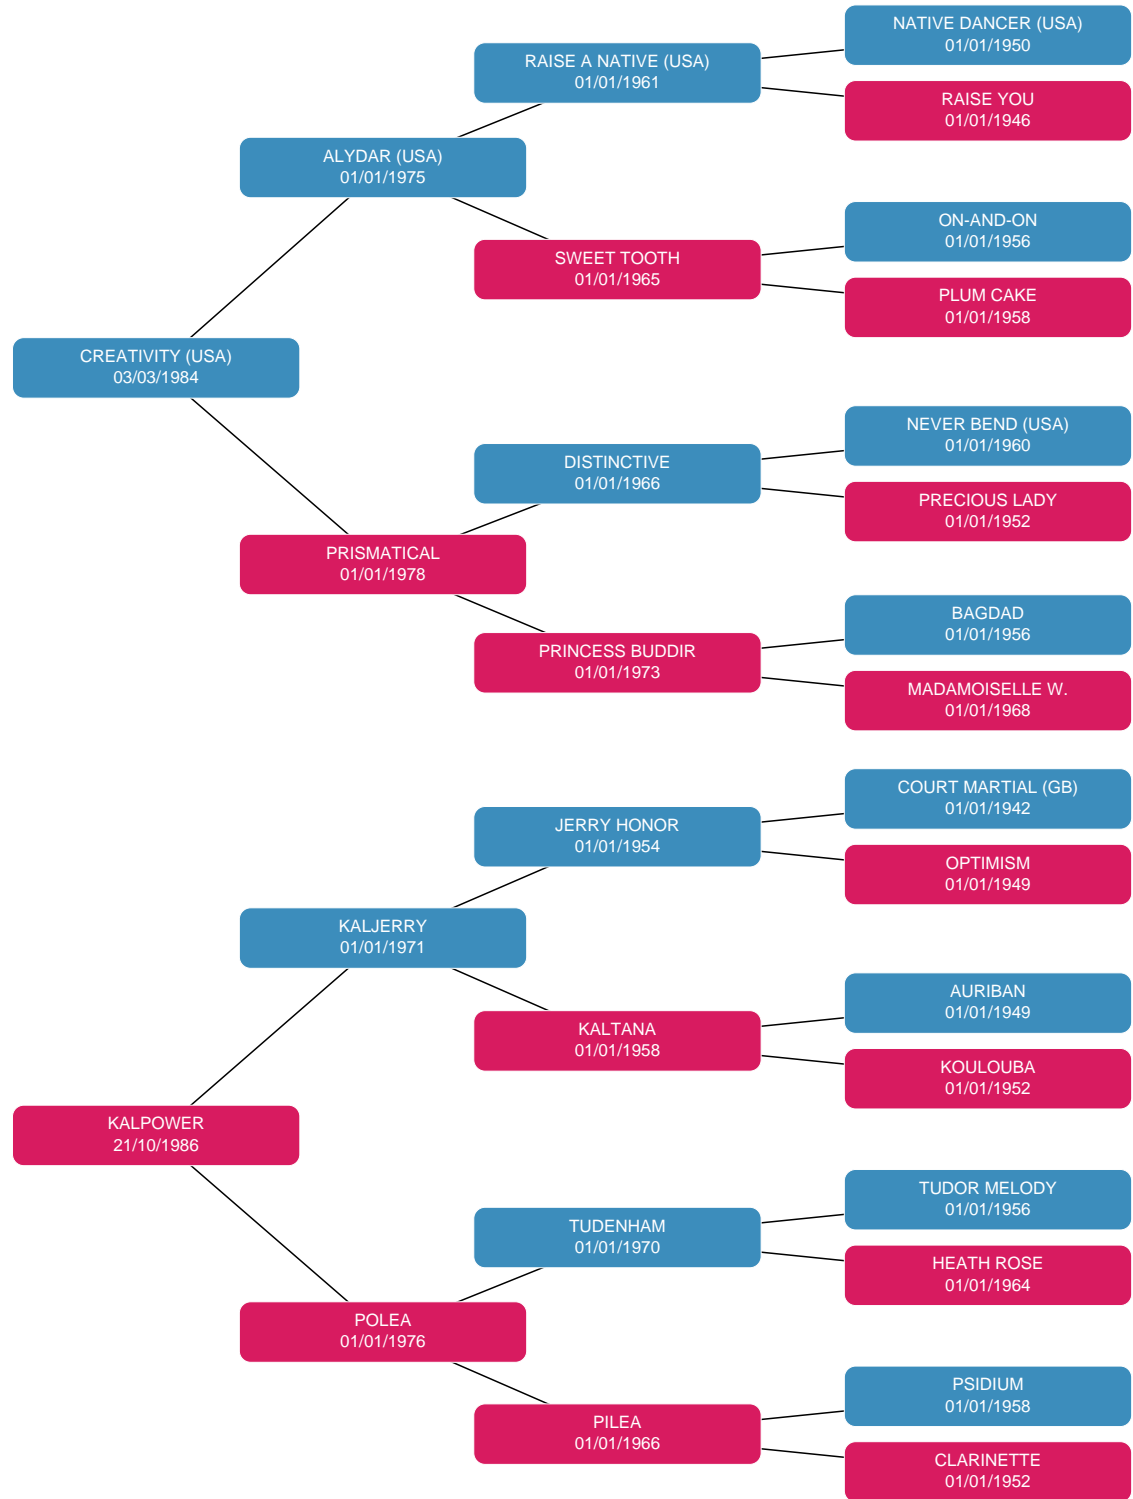 NATIVE DANCER (USA)
01/01/1950
RAISE A NATIVE (USA)
01/01/1961
RAISE YOU
01/01/1946
ALYDAR (USA)
01/01/1975
ON-AND-ON
01/01/1956
SWEET TOOTH
01/01/1965
PLUM CAKE
01/01/1958
CREATIVITY (USA)
03/03/1984
NEVER BEND (USA)
01/01/1960
DISTINCTIVE
01/01/1966
PRECIOUS LADY
01/01/1952
PRISMATICAL
01/01/1978
BAGDAD
01/01/1956
PRINCESS BUDDIR
01/01/1973
MADAMOISELLE W.
01/01/1968
COURT MARTIAL (GB)
01/01/1942
JERRY HONOR
01/01/1954
OPTIMISM
01/01/1949
KALJERRY
01/01/1971
AURIBAN
01/01/1949
KALTANA
01/01/1958
KOULOUBA
01/01/1952
KALPOWER
21/10/1986
TUDOR MELODY
01/01/1956
TUDENHAM
01/01/1970
HEATH ROSE
01/01/1964
POLEA
01/01/1976
PSIDIUM
01/01/1958
PILEA
01/01/1966
CLARINETTE
01/01/1952